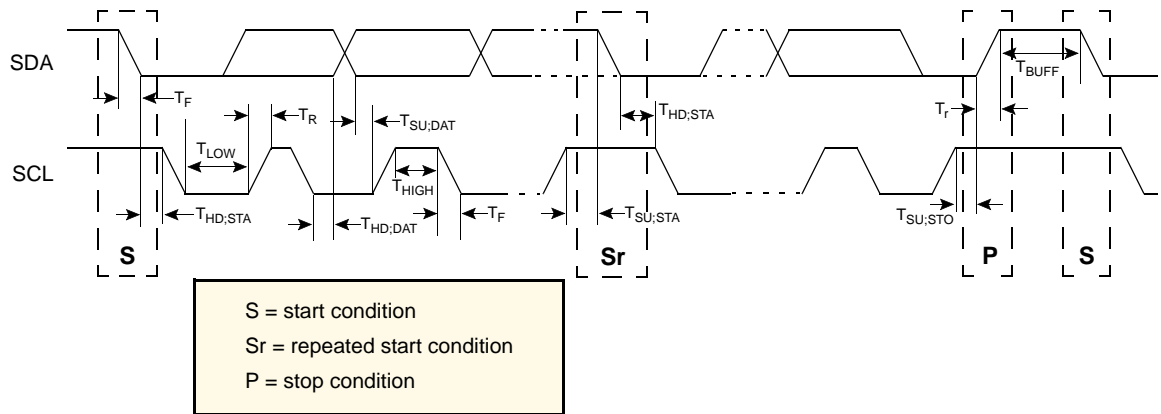 SDA
T_F
T_R
T_SU;DAT
T_HD;STA
T_BUFF
T_r
SCL
T_LOW
T_HD;STA
T_HD;DAT
T_HIGH
T_F
T_SU;STA
T_SU;STO
S
Sr
P
S
S = start condition
Sr = repeated start condition
P = stop condition